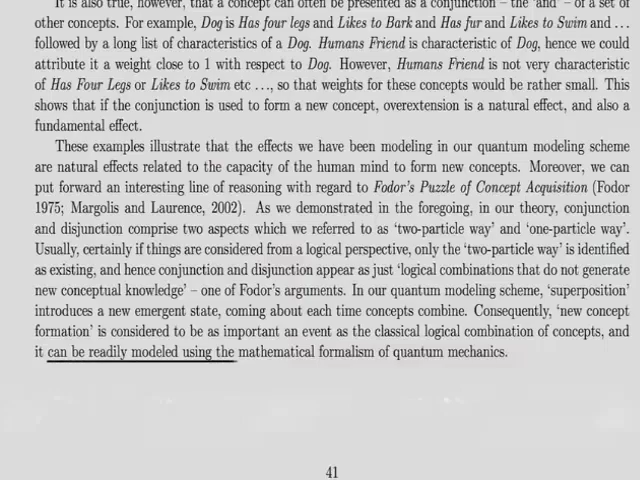 It is also true, however, that a concept can often be presented as a conjunction – the 'and' – of a set of
other concepts. For example, Dog is Has four legs and Likes to Bark and Has fur and Likes to Swim and …
followed by a long list of characteristics of a Dog. Humans Friend is characteristic of Dog, hence we could
attribute it a weight close to 1 with respect to Dog. However, Humans Friend is not very characteristic
of Has Four Legs or Likes to Swim etc …, so that weights for these concepts would be rather small. This
shows that if the conjunction is used to form a new concept, overextension is a natural effect, and also a
fundamental effect.
These examples illustrate that the effects we have been modeling in our quantum modeling scheme
are natural effects related to the capacity of the human mind to form new concepts. Moreover, we can
put forward an interesting line of reasoning with regard to Fodor's Puzzle of Concept Acquisition (Fodor
1975; Margolis and Laurence, 2002). As we demonstrated in the foregoing, in our theory, conjunction
and disjunction comprise two aspects which we referred to as 'two-particle way' and 'one-particle way'.
Usually, certainly if things are considered from a logical perspective, only the 'two-particle way' is identified
as existing, and hence conjunction and disjunction appear as just 'logical combinations that do not generate
new conceptual knowledge' – one of Fodor's arguments. In our quantum modeling scheme, 'superposition'
introduces a new emergent state, coming about each time concepts combine. Consequently, 'new concept
formation' is considered to be as important an event as the classical logical combination of concepts, and
it can be readily modeled using the mathematical formalism of quantum mechanics.
41